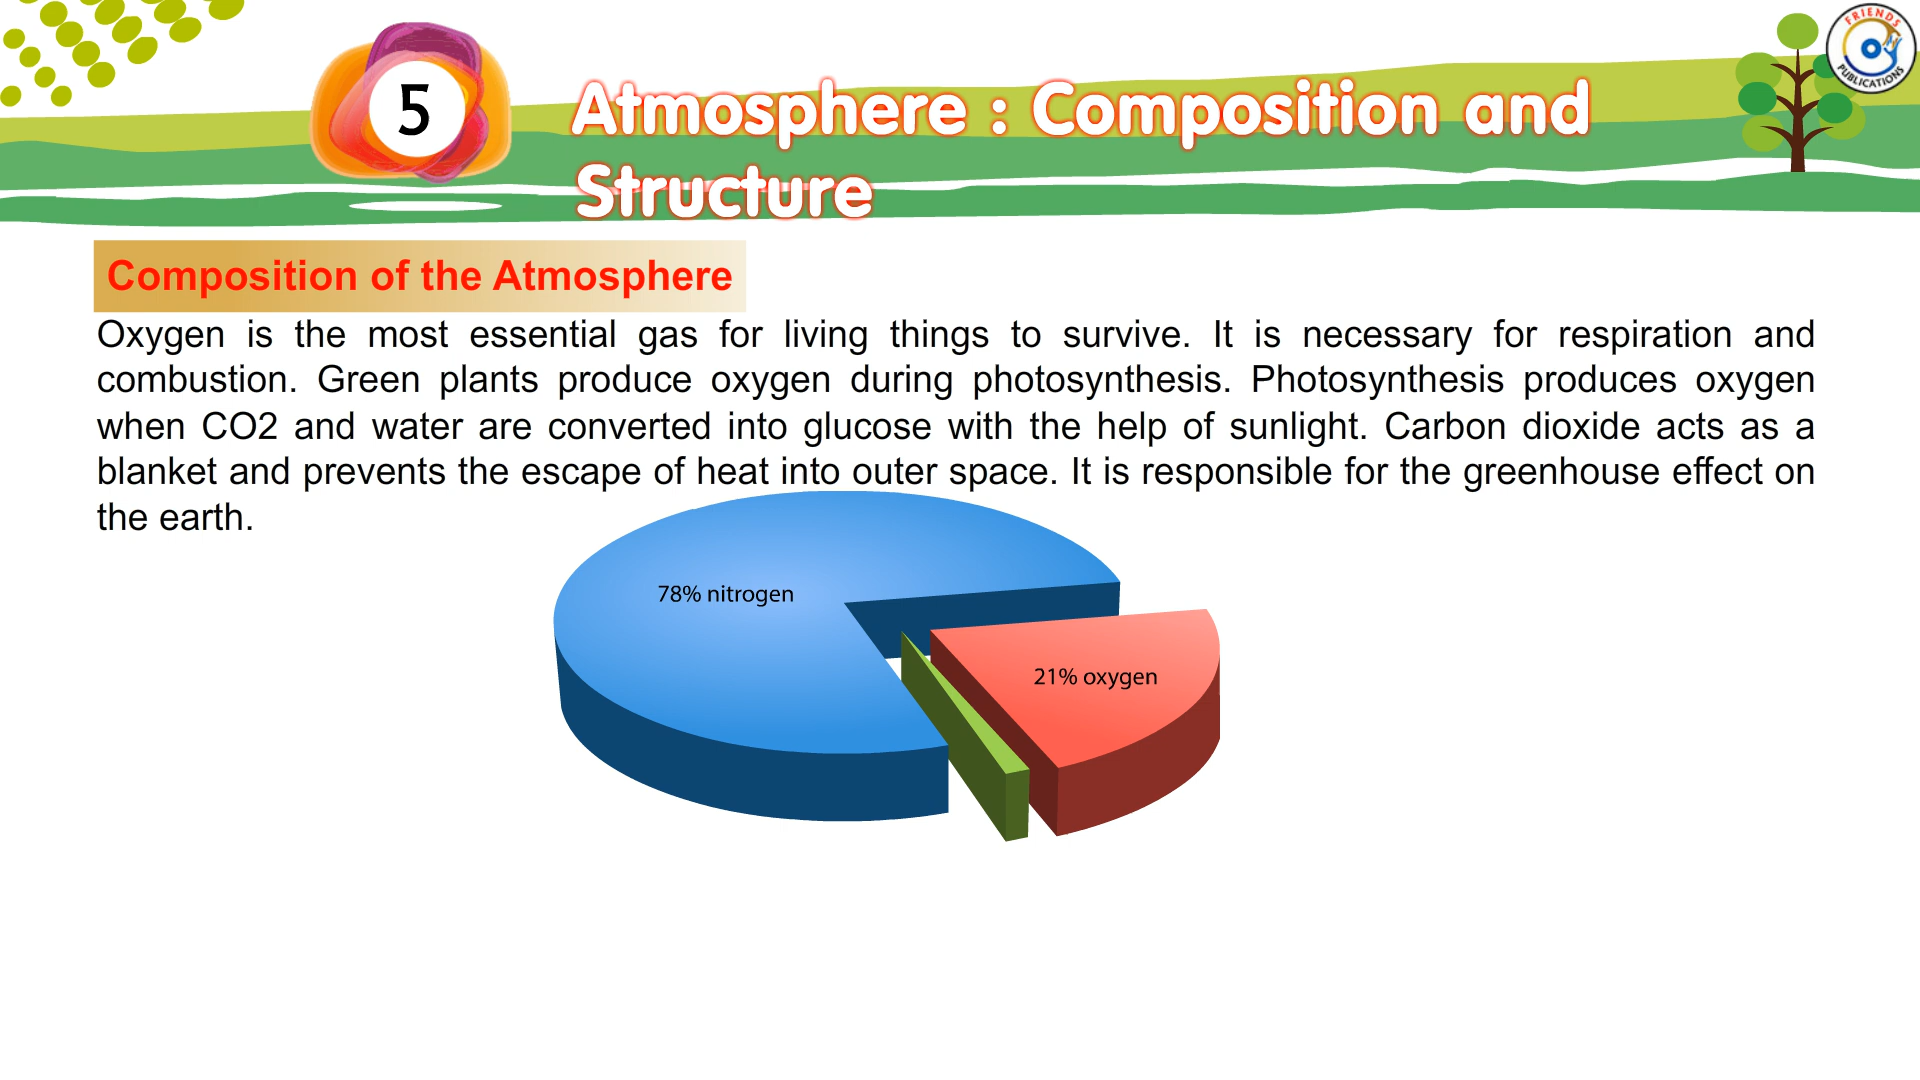 5
Atmosphere : Composition and
Structure
FRIENDS
PUBLICATIONS
Composition of the Atmosphere
Oxygen is the most essential gas for living things to survive. It is necessary for respiration and
combustion. Green plants produce oxygen during photosynthesis. Photosynthesis produces oxygen
when CO2 and water are converted into glucose with the help of sunlight. Carbon dioxide acts as a
blanket and prevents the escape of heat into outer space. It is responsible for the greenhouse effect on
the earth.
78% nitrogen
21% oxygen